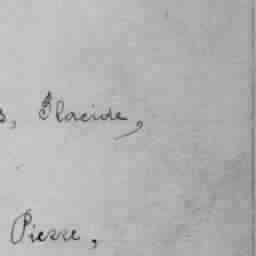 s, Placide,
Pierre,